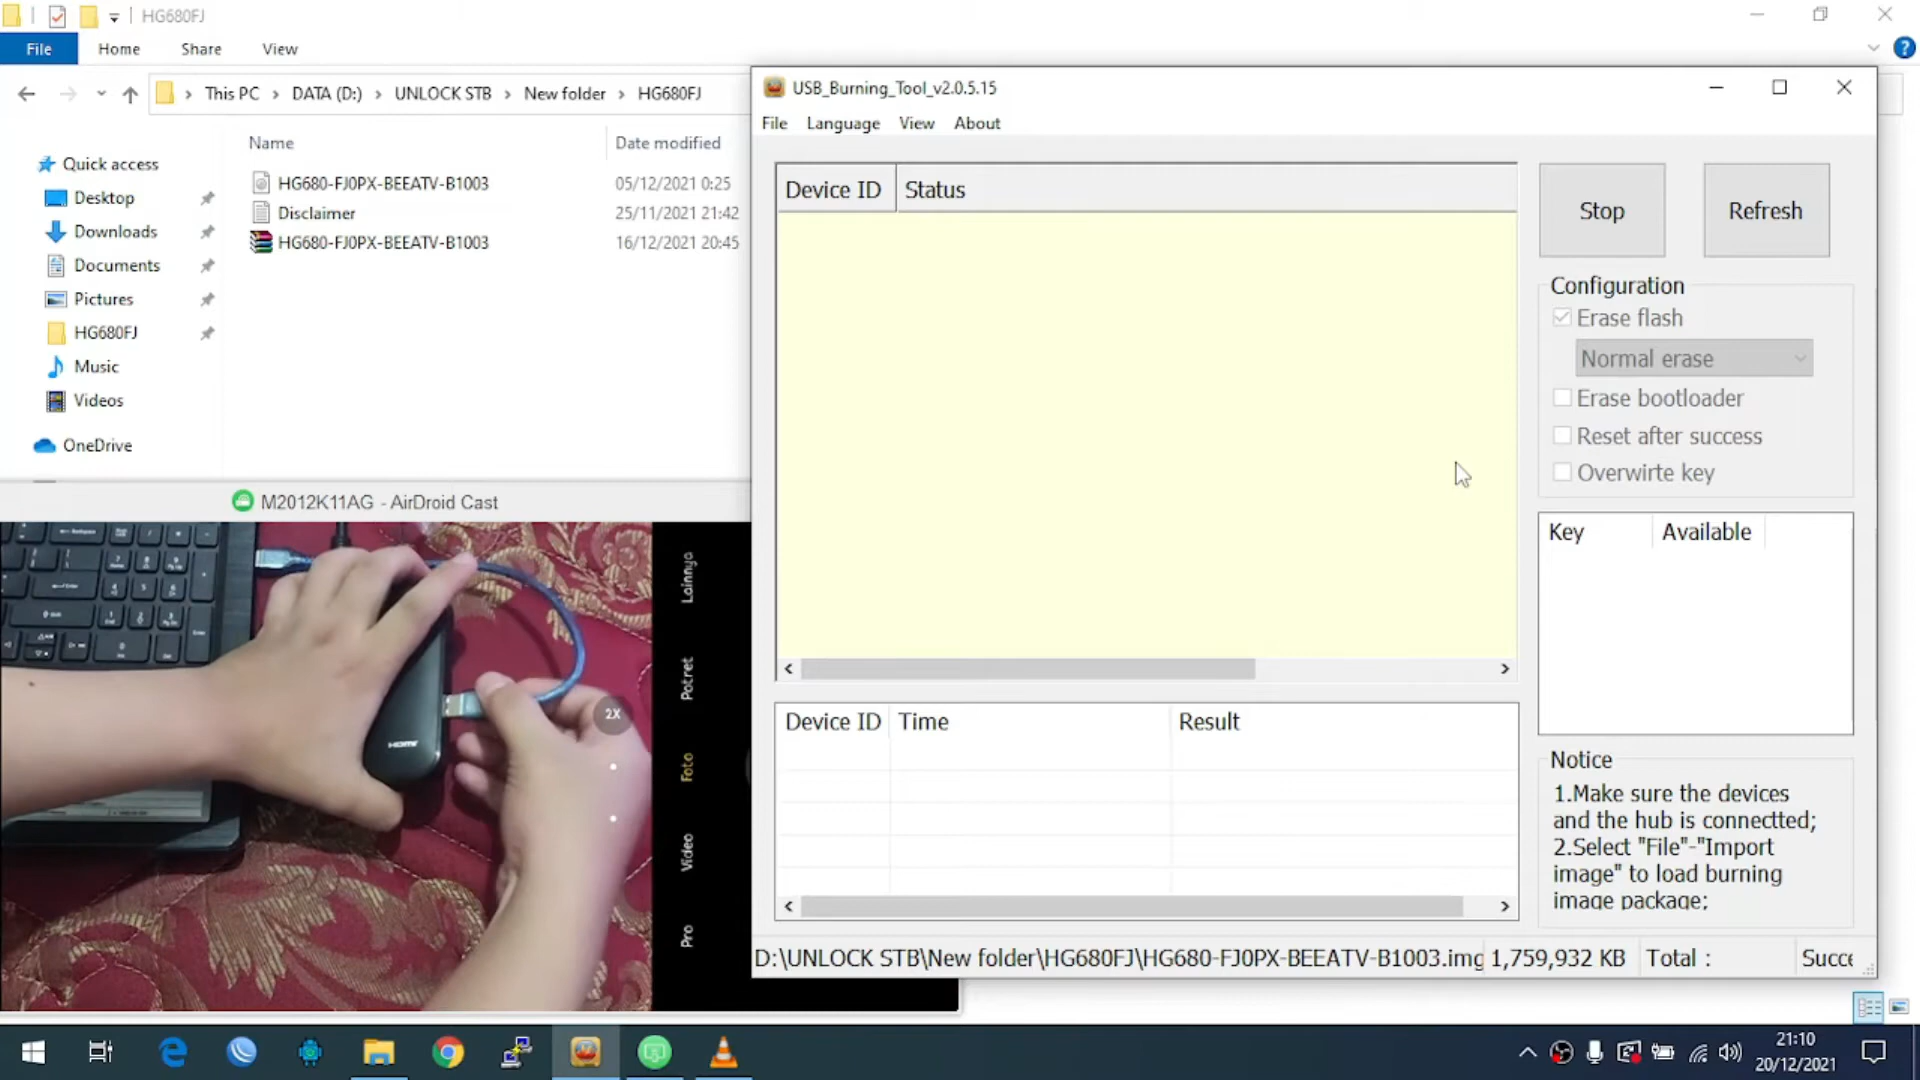 HG680FJ
File
Home
Share
View
This PC > DATA (D:) > UNLOCK STB > New folder > HG680FJ
Name
Date modified
Quick access
Desktop
Downloads
Documents
Pictures
HG680FJ
Music
Videos
OneDrive
HG680-FJ0PX-BEEATV-B1003
05/12/2021 0:25
Disclaimer
25/11/2021 21:42
HG680-FJ0PX-BEEATV-B1003
16/12/2021 20:45
M2012K11AG - AirDroid Cast
HDMI
2X
Lainnya
Potret
Foto
Video
Pro
USB_Burning_Tool_v2.0.5.15
File
Language
View
About
Device ID
Status
Stop
Refresh
Configuration
Erase flash
Normal erase
Erase bootloader
Reset after success
Overwirte key
Key
Available
Device ID
Time
Result
Notice
1.Make sure the devices
and the hub is connectted;
2.Select "File"-"Import
image" to load burning
image package;
D:\UNLOCK STB\New folder\HG680FJ\HG680-FJ0PX-BEEATV-B1003.img
1,759,932 KB
Total :
Succe
21:10
20/12/2021